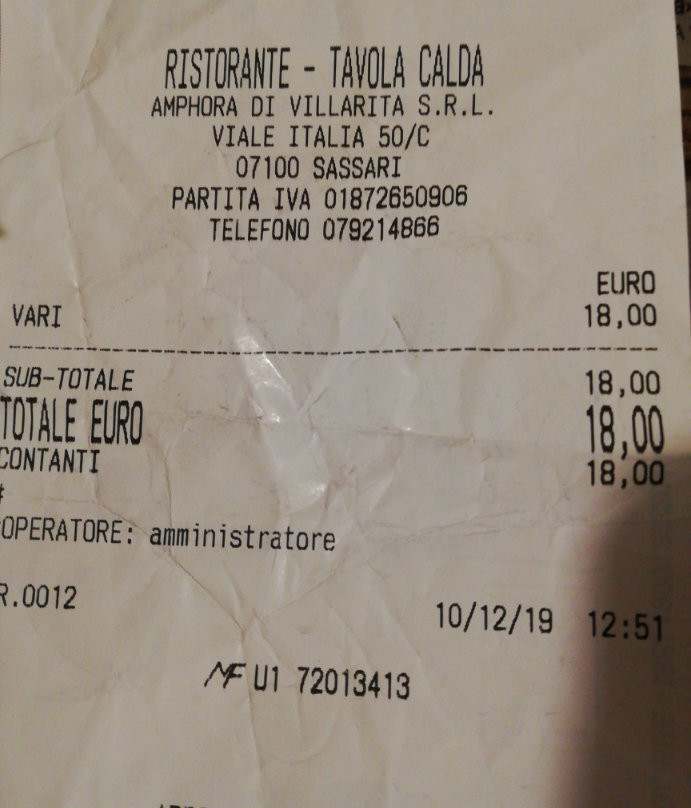 RISTORANTE - TAVOLA CALDA
AMPHORA DI VILLARITA S.R.L.
VIALE ITALIA 50/C
07100 SASSARI
PARTITA IVA 01872650906
TELEFONO 079214866
EURO
VARI 18,00
SUB-TOTALE 18,00
TOTALE EURO 18,00
CONTANTI 18,00
#
OPERATORE: amministratore
R.0012 10/12/19 12:51
MF U1 72013413